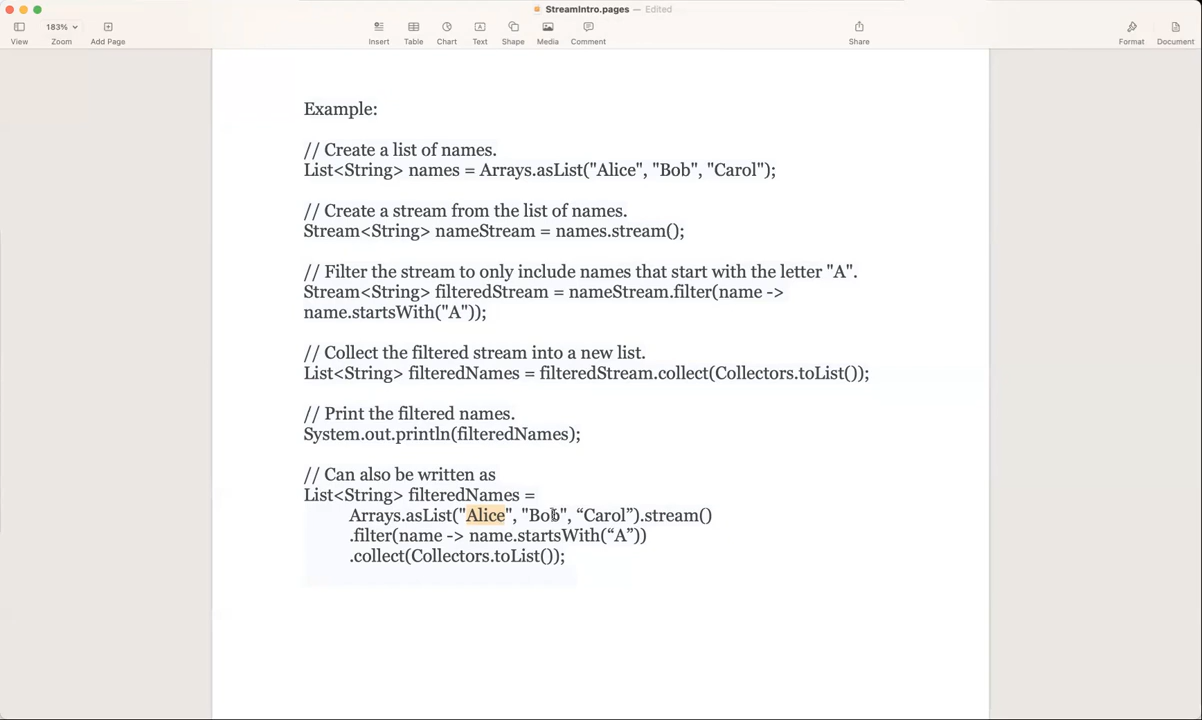 StreamIntro.pages — Edited
183%
View
Zoom
Add Page
Insert
Table
Chart
Text
Shape
Media
Comment
Share
Format
Document
Example:
// Create a list of names.
List<String> names = Arrays.asList("Alice", "Bob", "Carol");
// Create a stream from the list of names.
Stream<String> nameStream = names.stream();
// Filter the stream to only include names that start with the letter "A".
Stream<String> filteredStream = nameStream.filter(name ->
name.startsWith("A"));
// Collect the filtered stream into a new list.
List<String> filteredNames = filteredStream.collect(Collectors.toList());
// Print the filtered names.
System.out.println(filteredNames);
// Can also be written as
List<String> filteredNames =
Arrays.asList("Alice", "Bob", “Carol”).stream()
.filter(name -> name.startsWith(“A”))
.collect(Collectors.toList());